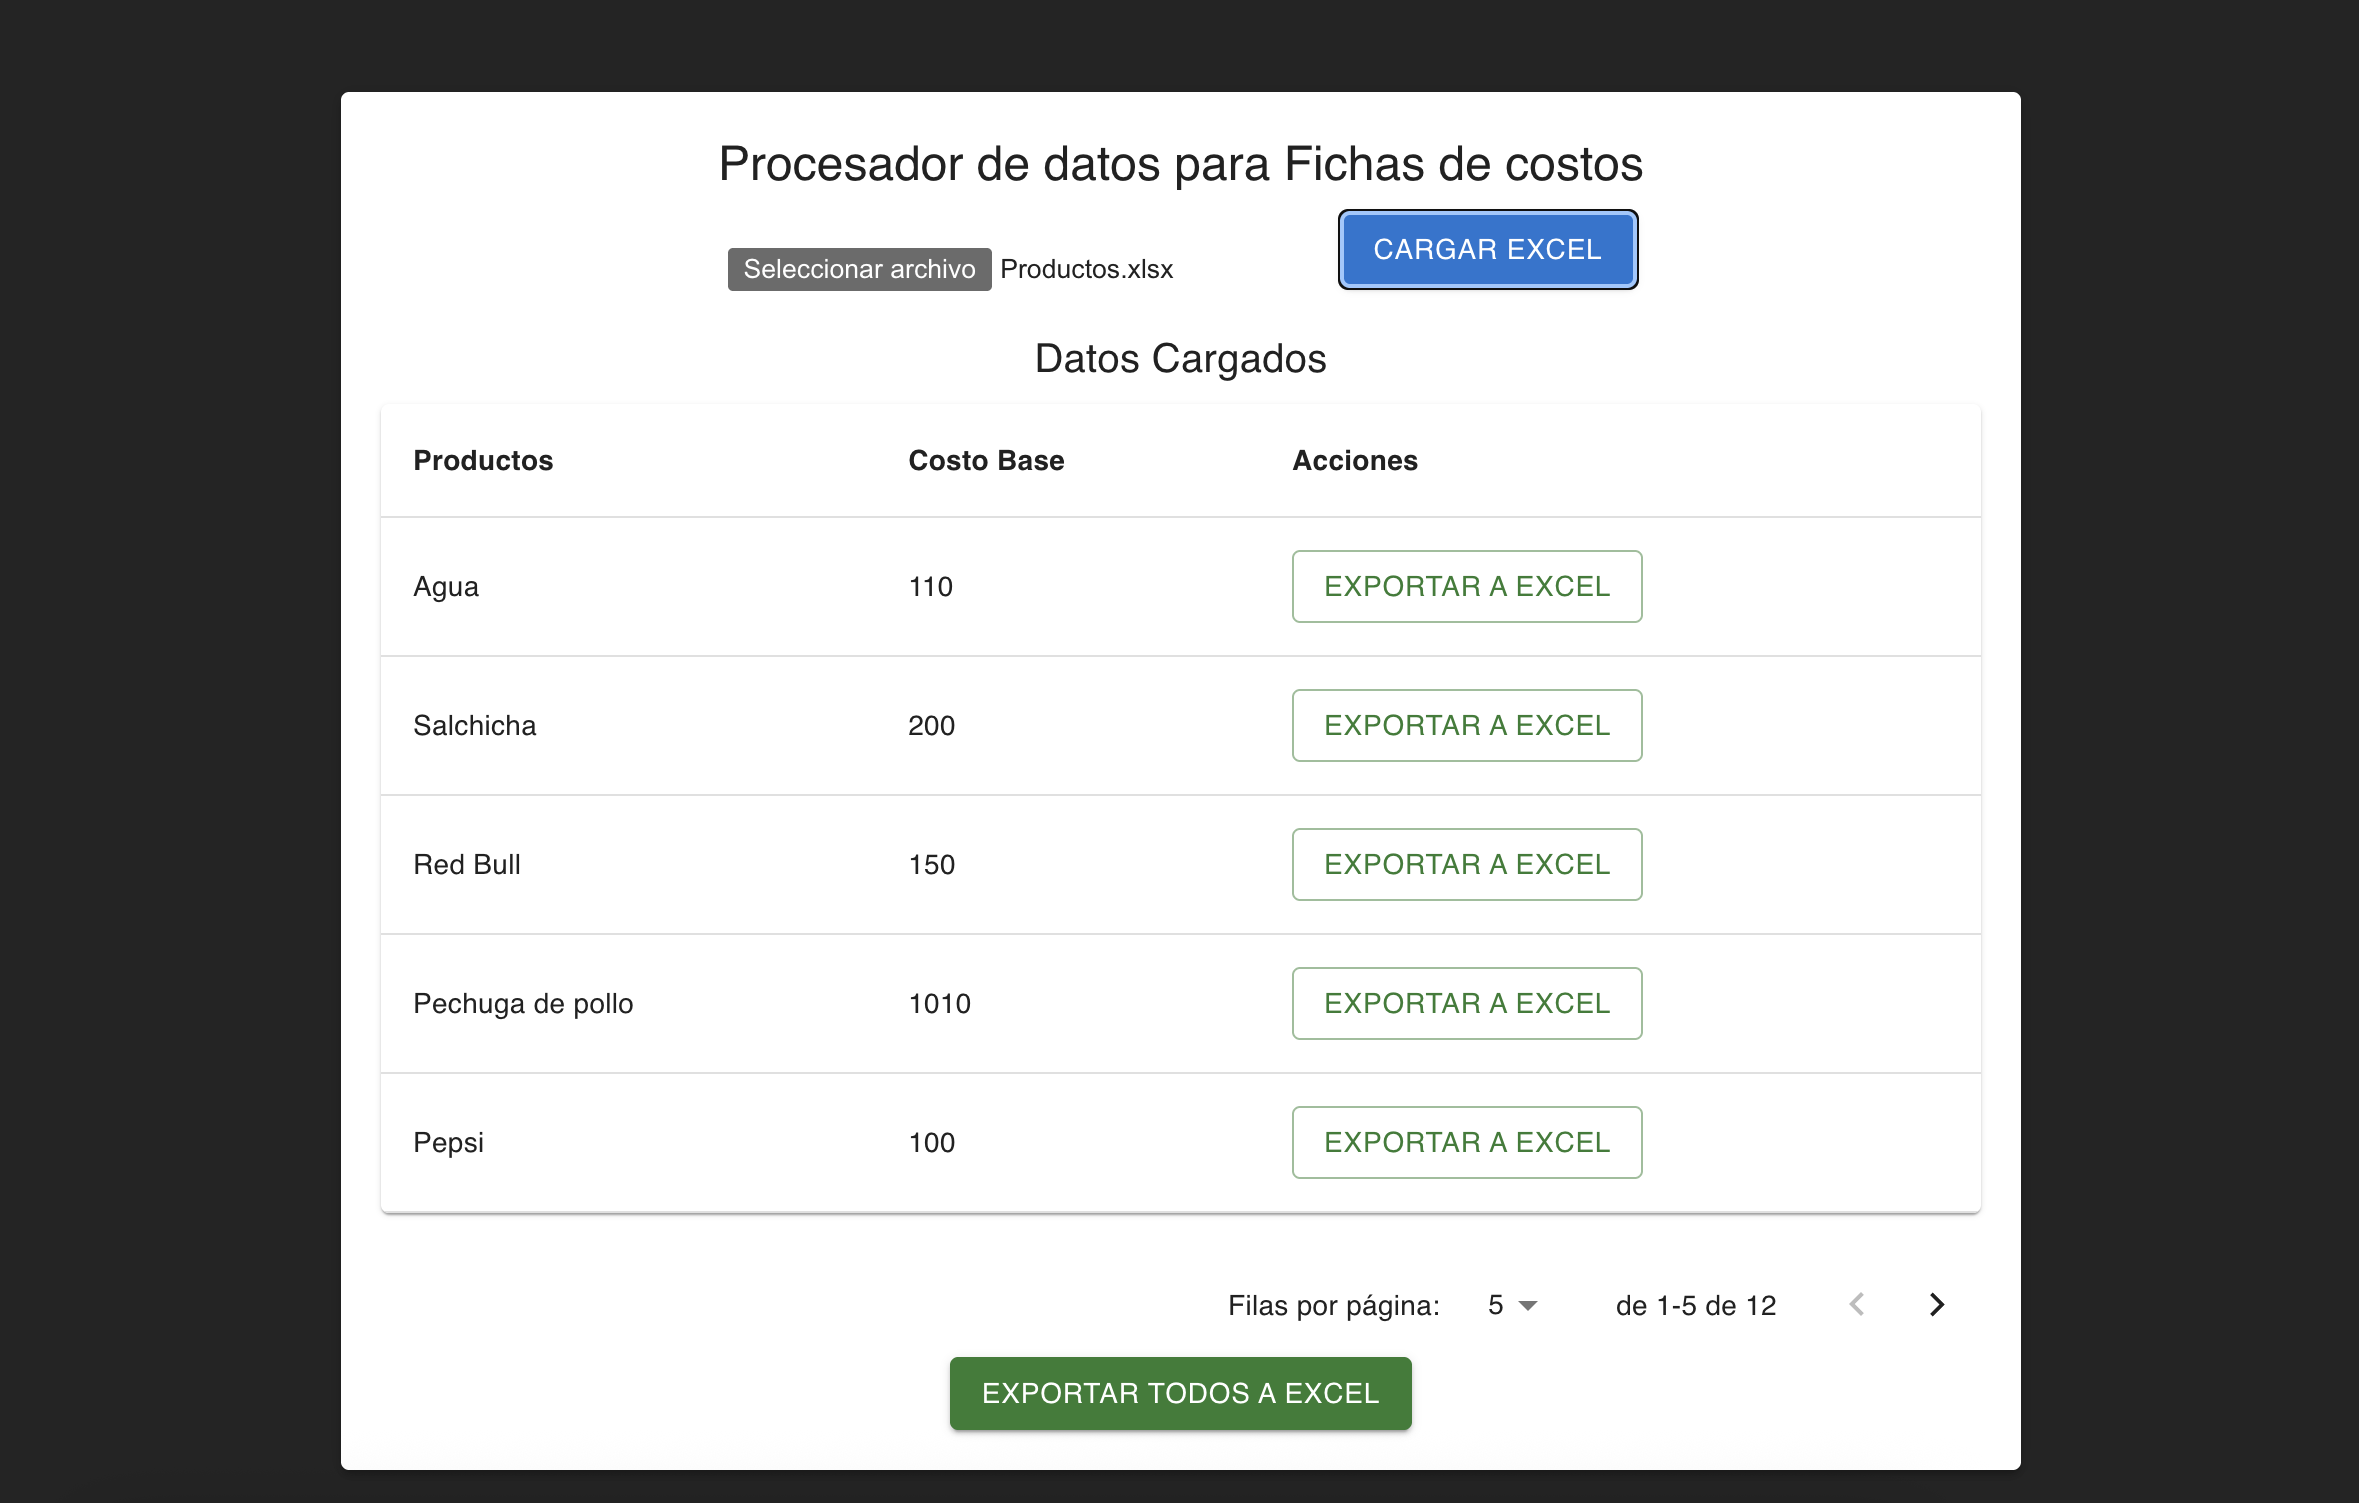 Procesador de datos para Fichas de costos
Seleccionar archivo Productos.xlsx CARGAR EXCEL
Datos Cargados
Productos Costo Base Acciones
Agua 110 EXPORTAR A EXCEL
Salchicha 200 EXPORTAR A EXCEL
Red Bull 150 EXPORTAR A EXCEL
Pechuga de pollo 1010 EXPORTAR A EXCEL
Pepsi 100 EXPORTAR A EXCEL
Filas por página: 5 de 1-5 de 12
EXPORTAR TODOS A EXCEL